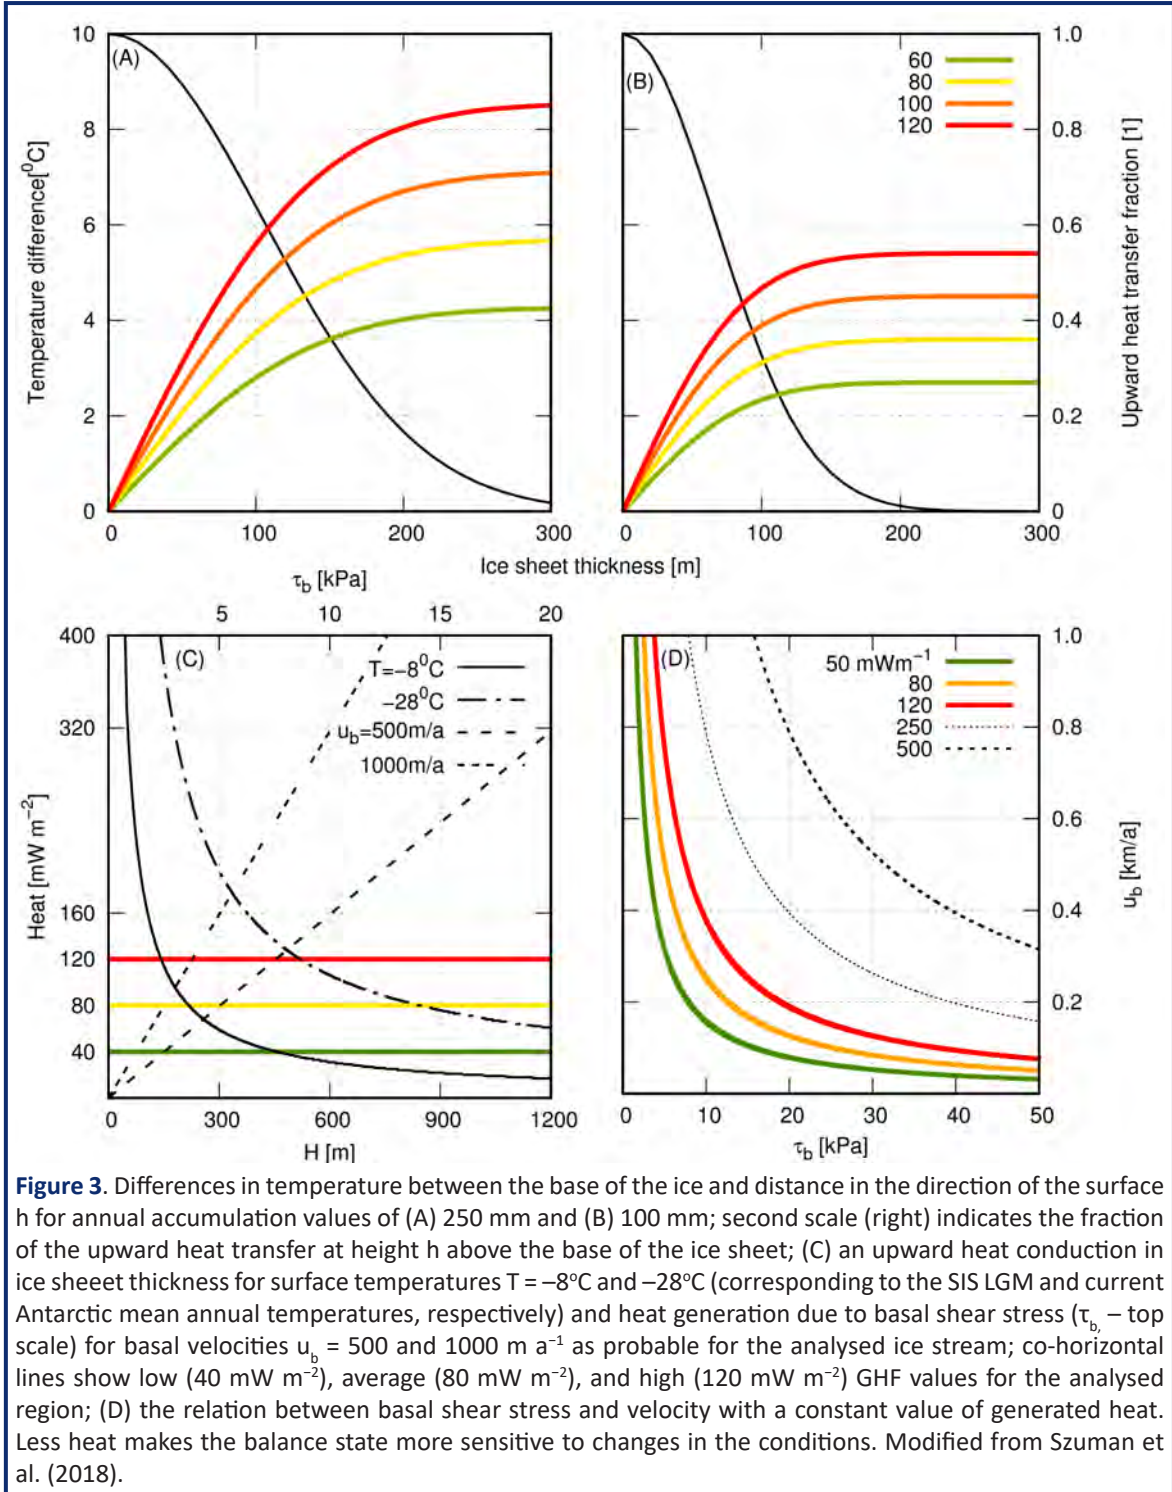 10
8
6
4
2
0
Temperature difference[⁰C]
(A)
0
100
200
300
(B)
60
80
100
120
1.0
0.8
0.6
0.4
0.2
0
Upward heat transfer fraction [1]
0
100
200
300
Ice sheet thickness [m]
τb [kPa]
5
10
15
20
400
320
160
120
80
40
Heat [mW m⁻²]
(C)
T=−8⁰C
−28⁰C
ub=500m/a
1000m/a
0
300
600
900
1200
H [m]
(D)
50 mWm⁻¹
80
120
250
500
1.0
0.8
0.6
0.4
0.2
ub [km/a]
0
10
20
30
40
50
τb [kPa]
Figure 3. Differences in temperature between the base of the ice and distance in the direction of the surface
h for annual accumulation values of (A) 250 mm and (B) 100 mm; second scale (right) indicates the fraction
of the upward heat transfer at height h above the base of the ice sheet; (C) an upward heat conduction in
ice sheeet thickness for surface temperatures T = –8°C and –28°C (corresponding to the SIS LGM and current
Antarctic mean annual temperatures, respectively) and heat generation due to basal shear stress (τb, – top
scale) for basal velocities ub = 500 and 1000 m a⁻¹ as probable for the analysed ice stream; co-horizontal
lines show low (40 mW m⁻²), average (80 mW m⁻²), and high (120 mW m⁻²) GHF values for the analysed
region; (D) the relation between basal shear stress and velocity with a constant value of generated heat.
Less heat makes the balance state more sensitive to changes in the conditions. Modified from Szuman et
al. (2018).